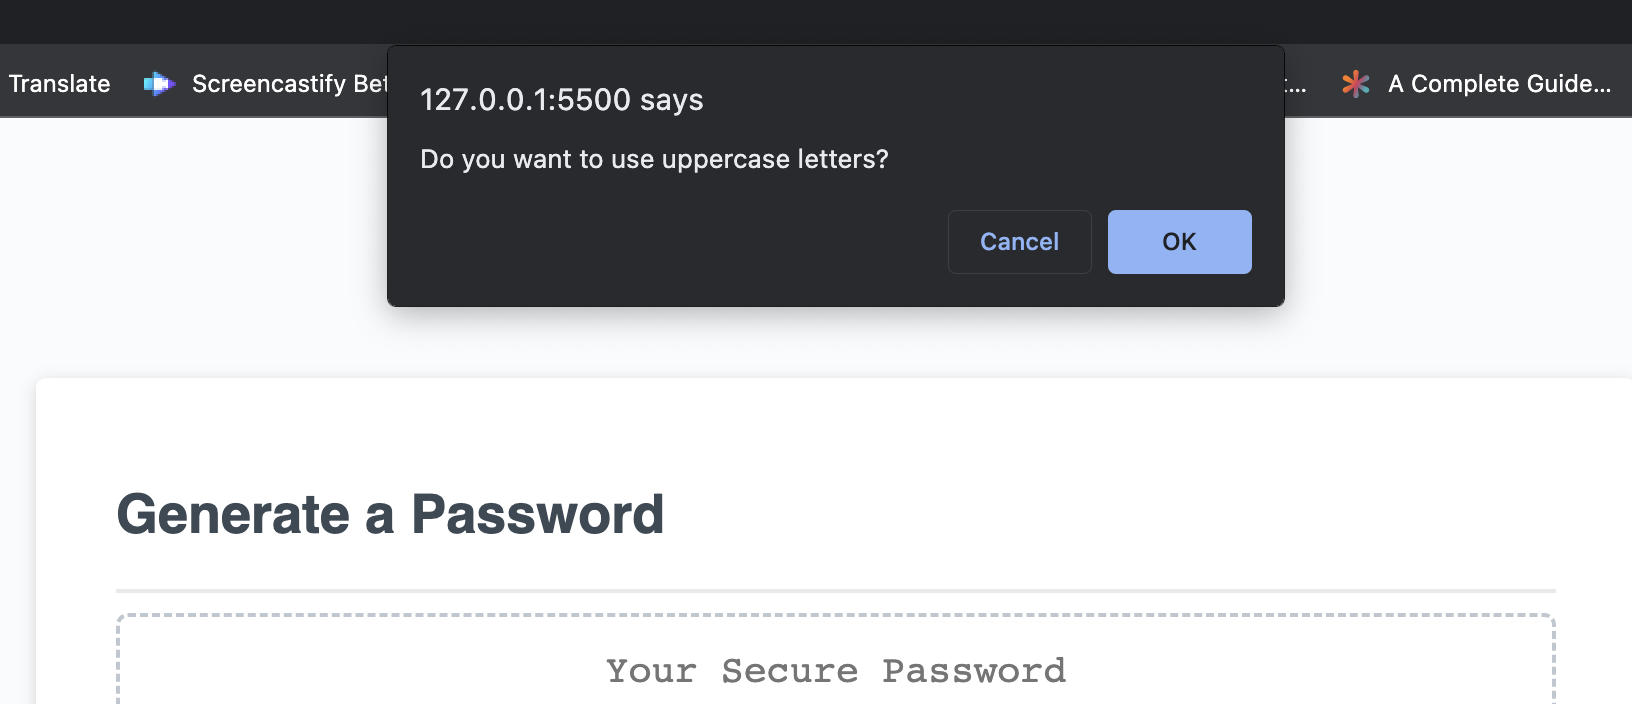 Translate
Screencastify Bet
A Complete Guide...
127.0.0.1:5500 says
Do you want to use uppercase letters?
Cancel
OK
Generate a Password
Your Secure Password